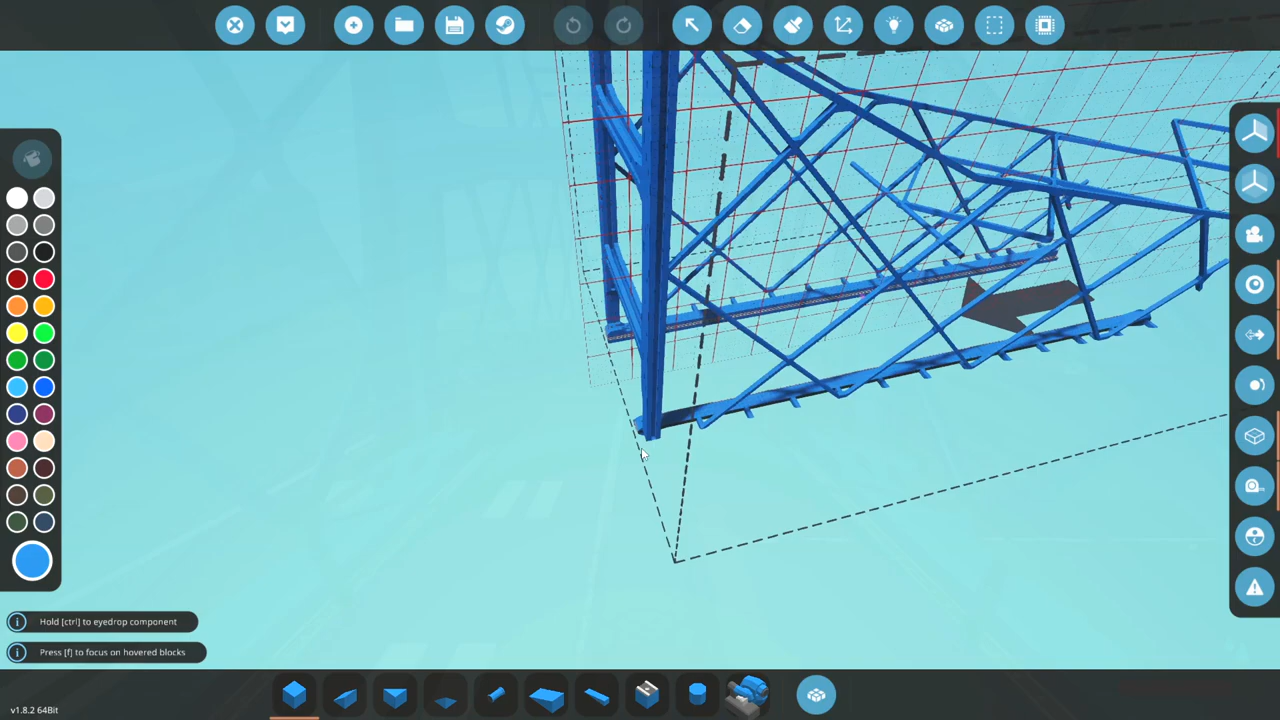 Hold [ctrl] to eyedrop component
Press [f] to focus on hovered blocks
v1.8.2 64Bit